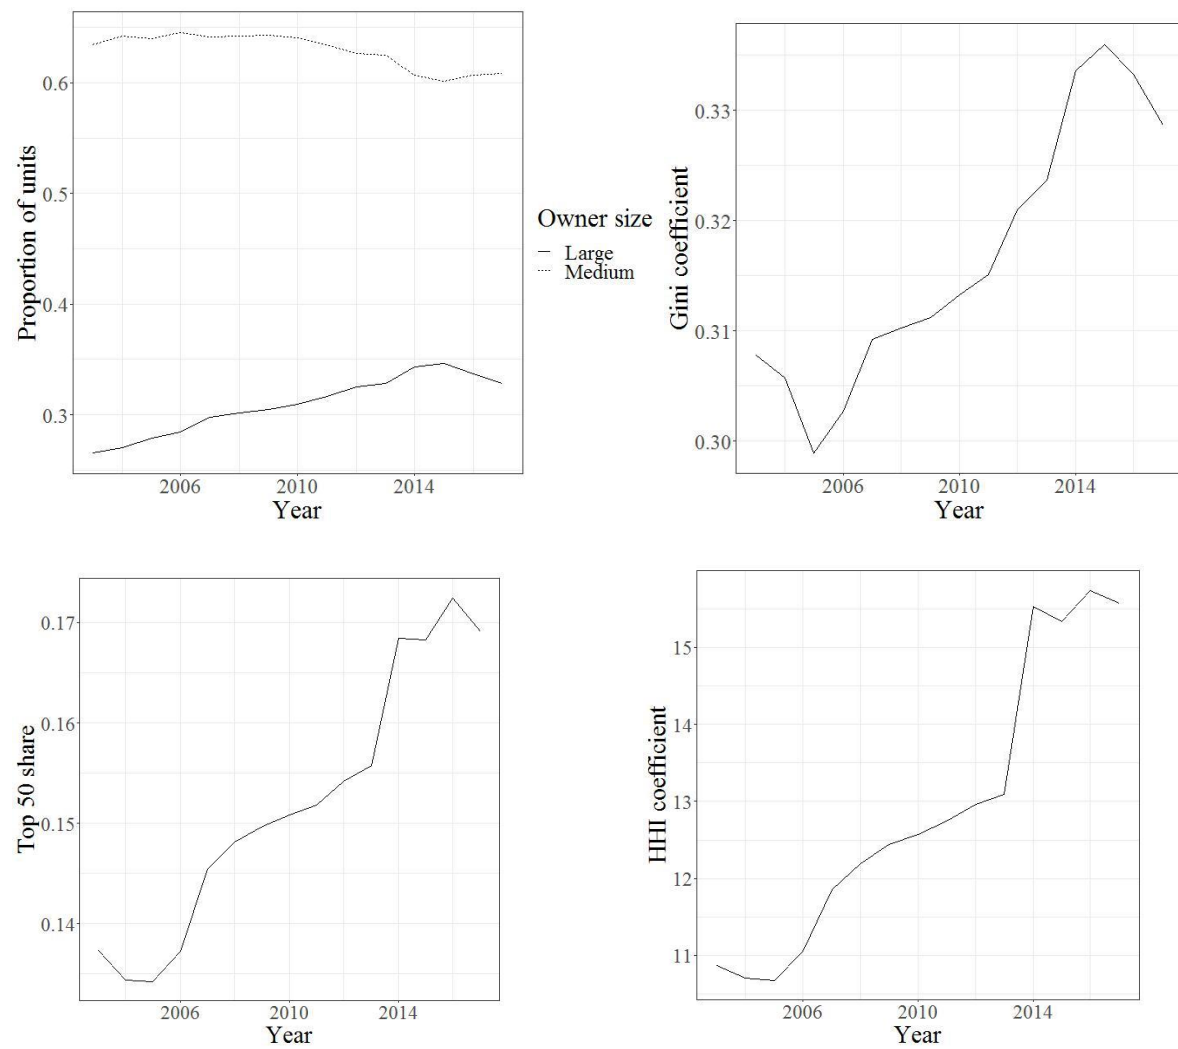 Proportion of units
0.6
0.5
0.4
0.3
2006
2010
2014
Year
Owner size
Large
Medium
Gini coefficient
0.33
0.32
0.31
0.30
2006
2010
2014
Year
Top 50 share
0.17
0.16
0.15
0.14
2006
2010
2014
Year
HHI coefficient
15
14
13
12
11
2006
2010
2014
Year